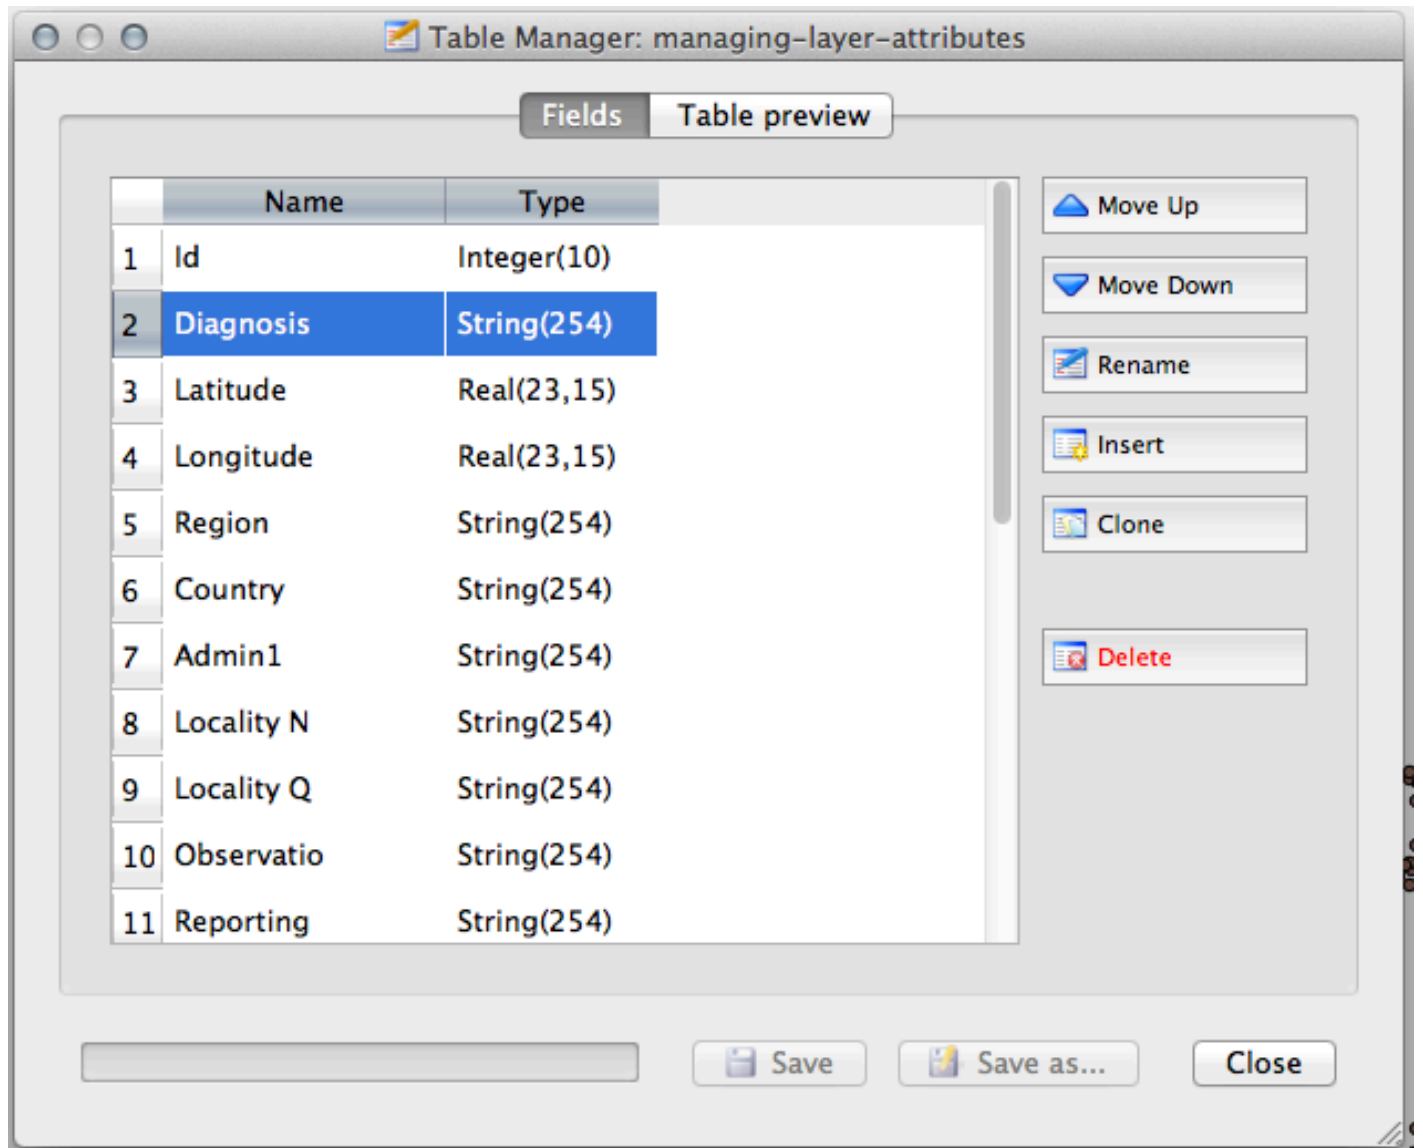 Table Manager: managing-layer-attributes
Fields Table preview
Name Type
1 Id Integer(10)
2 Diagnosis String(254)
3 Latitude Real(23,15)
4 Longitude Real(23,15)
5 Region String(254)
6 Country String(254)
7 Admin1 String(254)
8 Locality N String(254)
9 Locality Q String(254)
10 Observatio String(254)
11 Reporting String(254)
Move Up
Move Down
Rename
Insert
Clone
Delete
Save Save as... Close